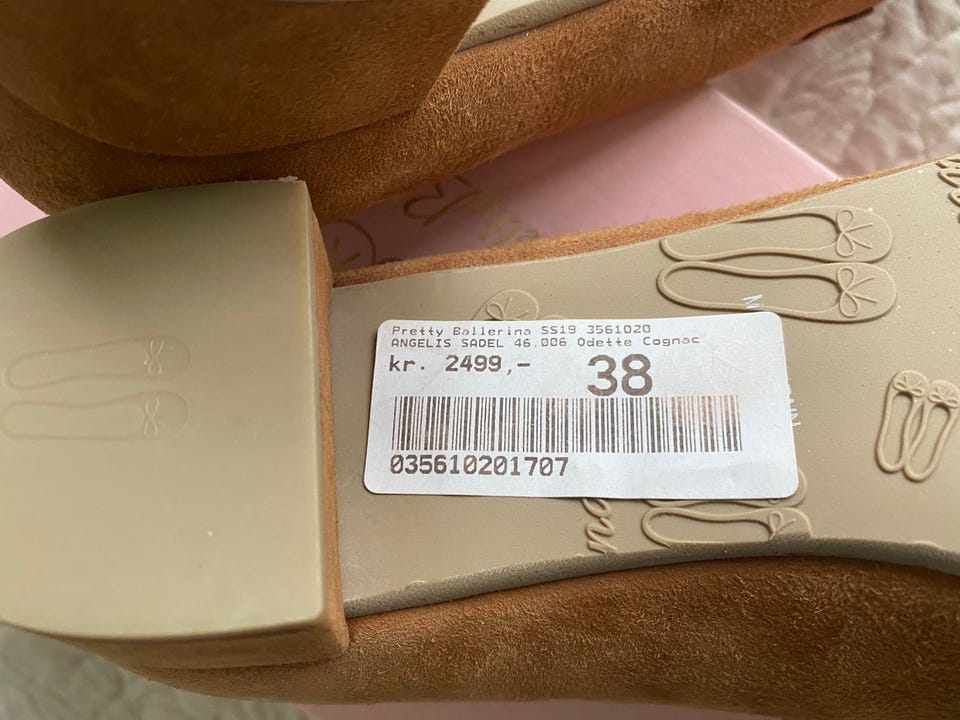 Pretty Ballerina SS19 3561020
ANGELIS SADEL 46.006 Odette Cognac
kr. 2499,- 38
035610201707